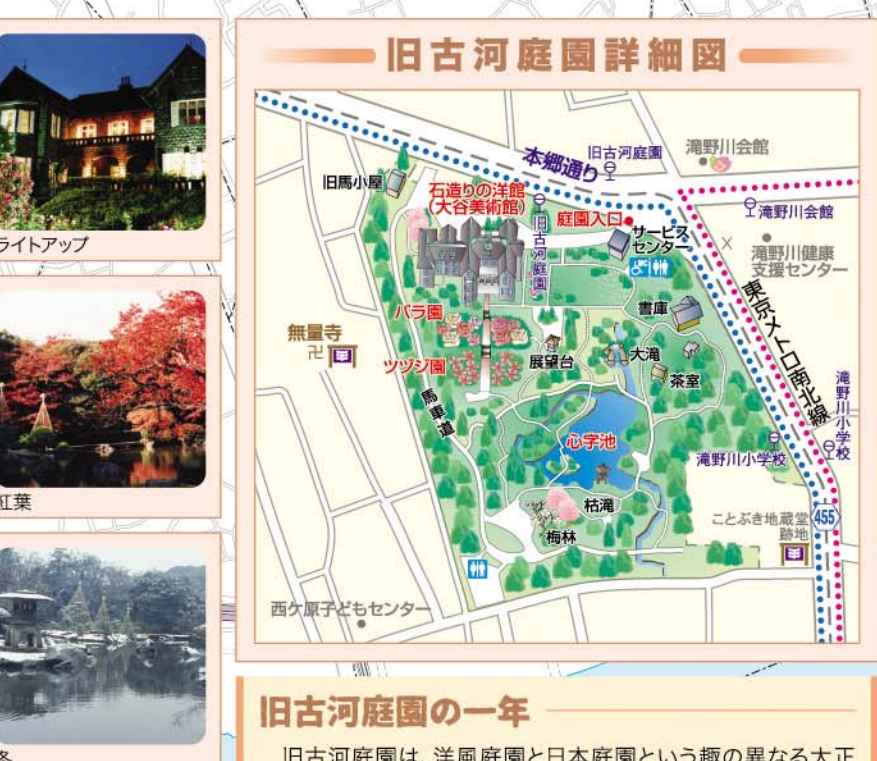 ライトアップ
紅葉
冬
旧古河庭園詳細図
本郷通り
旧古河庭園
滝野川会館
旧馬小屋
石造りの洋館
(大谷美術館)
旧古河庭園
庭園入口
サービス
センター
滝野川会館
滝野川健康
支援センター
東京メトロ南北線
書庫
バラ園
無量寺
卍
展望台
大滝
ツツジ園
茶室
馬車道
滝野川小学校
心字池
滝野川小学校
枯滝
梅林
ことぶき地蔵堂
跡地
455
西ケ原子どもセンター
旧古河庭園の一年
旧古河庭園は、洋風庭園と日本庭園という趣の異なる大正